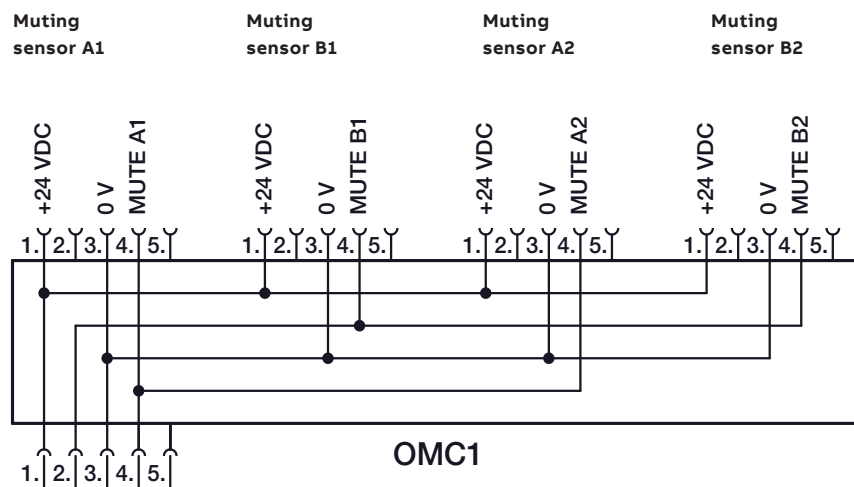 Muting sensor A1
Muting sensor B1
Muting sensor A2
Muting sensor B2
+24 VDC
0 V
MUTE A1
+24 VDC
0 V
MUTE B1
+24 VDC
0 V
MUTE A2
+24 VDC
0 V
MUTE B2
1. 2. 3. 4. 5.
1. 2. 3. 4. 5.
1. 2. 3. 4. 5.
1. 2. 3. 4. 5.
OMC1
1. 2. 3. 4. 5.